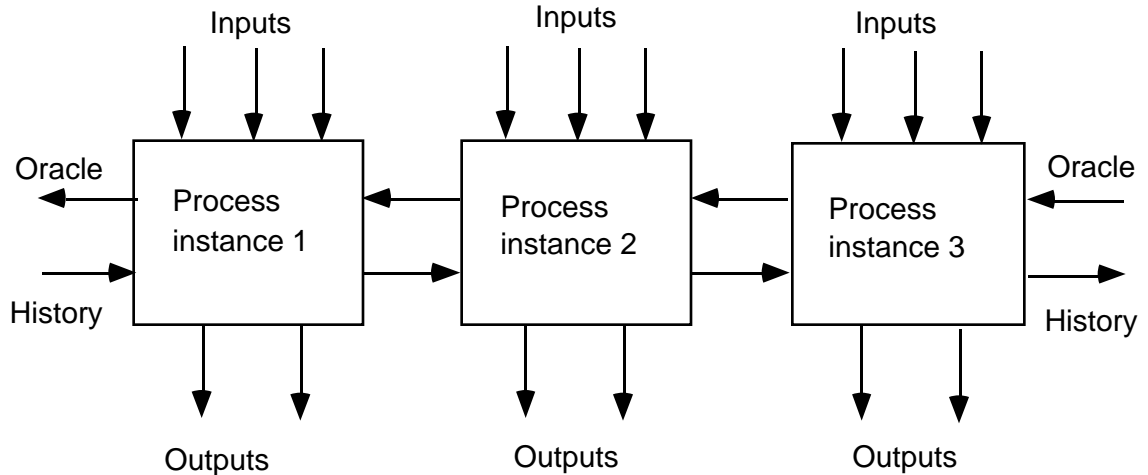 Inputs
Inputs
Inputs
Oracle
Oracle
Process
instance 1
Process
instance 2
Process
instance 3
History
History
Outputs
Outputs
Outputs